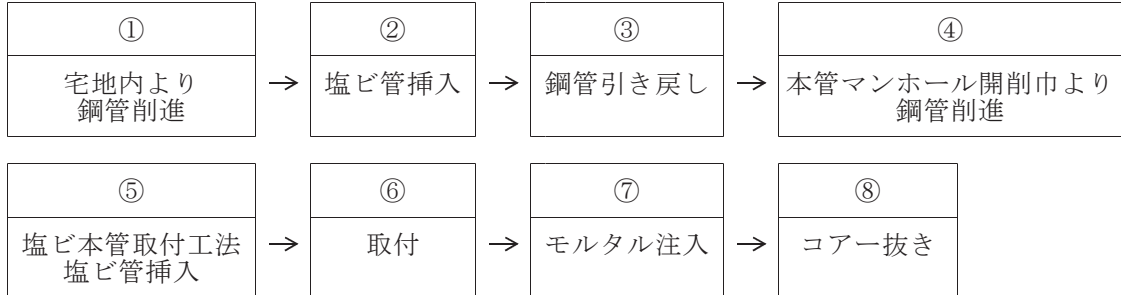 ① ② ③ ④
宅地内より
鋼管削進
→ 塩ビ管挿入 → 鋼管引き戻し → 本管マンホール開削巾より
鋼管削進
⑤ ⑥ ⑦ ⑧
塩ビ本管取付工法
塩ビ管挿入
→ 取付 → モルタル注入 → コアー抜き